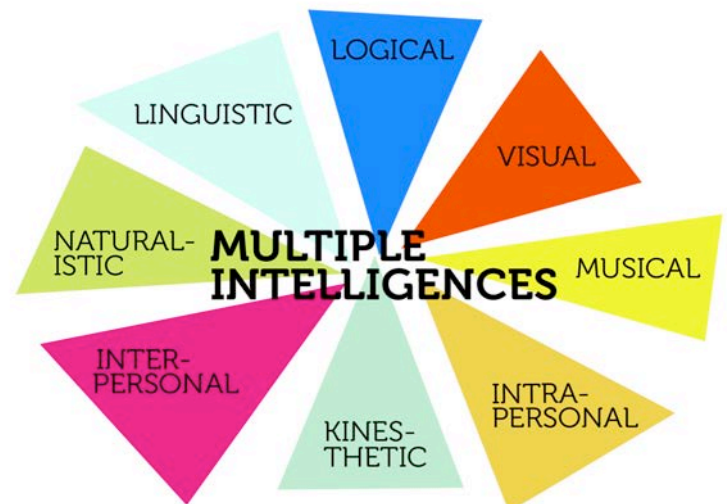 LOGICAL
LINGUISTIC
VISUAL
NATURAL-
ISTIC
MULTIPLE
INTELLIGENCES
MUSICAL
INTER-
PERSONAL
INTRA-
PERSONAL
KINES-
THETIC